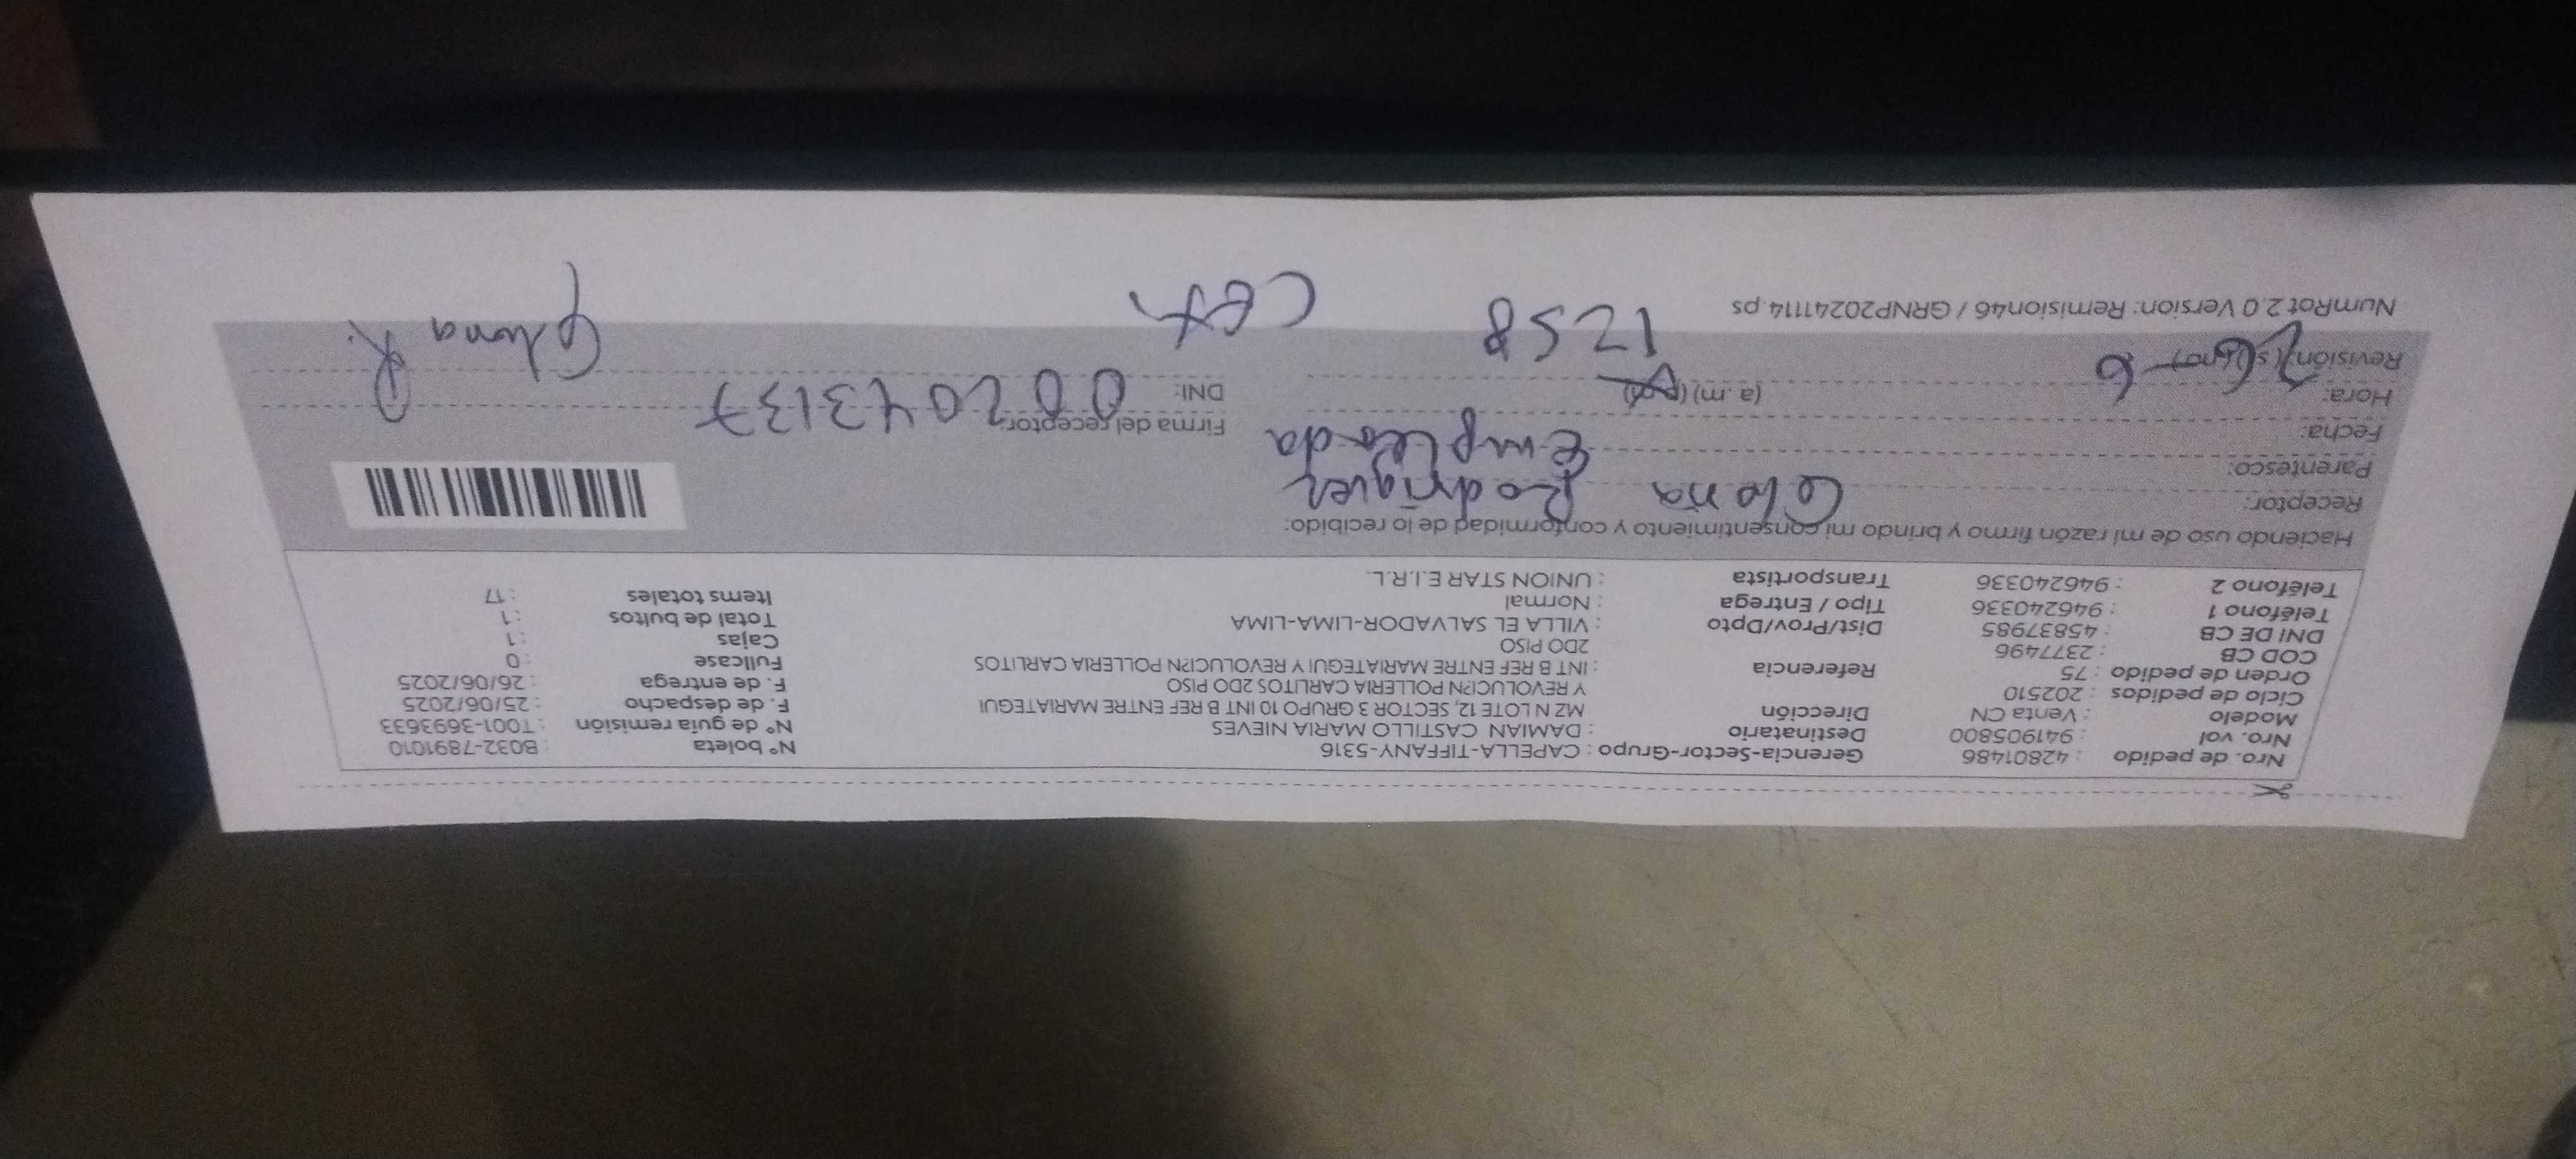 Nro. de pedido : 42801486 Gerencia-Sector-Grupo : CAPELLA-TIFFANY-5316 N° boleta : B032-7891010
Nro. vol : 941905800 Destinatario : DAMIAN CASTILLO MARIA NIEVES N° de guía remisión : T001-3693633
Modelo : Venta CN Dirección MZ N LOTE 12, SECTOR 3 GRUPO 10 INT B REF ENTRE MARIATEGUI F. de despacho : 25/06/2025
Ciclo de pedidos : 202510 Y REVOLUCI?N POLLERIA CARLITOS 2DO PISO F. de entrega : 26/06/2025
Orden de pedido : 75 Referencia : INT B REF ENTRE MARIATEGUI Y REVOLUCI?N POLLERIA CARLITOS Fullcase : 0
COD CB : 2377496 2DO PISO Cajas : 1
DNI DE CB : 45837985 Dist/Prov/Dpto : VILLA EL SALVADOR-LIMA-LIMA Total de bultos : 1
Teléfono 1 : 946240336 Tipo / Entrega : Normal Items totales : 17
Teléfono 2 : 946240336 Transportista : UNION STAR E.I.R.L.
Haciendo uso de mi razón firmo y brindo mi consentimiento y conformidad de lo recibido:
Receptor: Glona Rodriguez
Parentesco: Empleada
Fecha: Firma del receptor:
Hora: (a.m) DNI: 002043137
Revisión: 26-6 1258 Glona R.
NumRot 2.0 Version: Remision46 / GRNP20241114.ps CEX